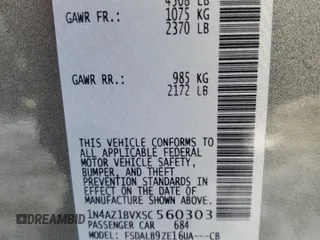 4508 LB
GAWR FR.: 1075 KG
2370 LB
GAWR RR.: 985 KG
2172 LB
THIS VEHICLE CONFORMS TO
ALL APPLICABLE FEDERAL
MOTOR VEHICLE SAFETY,
BUMPER, AND THEFT
PREVENTION STANDARDS IN
EFFECT ON THE DATE OF
MANUFACTURE SHOWN ABOVE.
1N4AZ1BVXSC560303
PASSENGER CAR 684
MODEL: FSDALB9ZE16UA---CB
DREAMBID